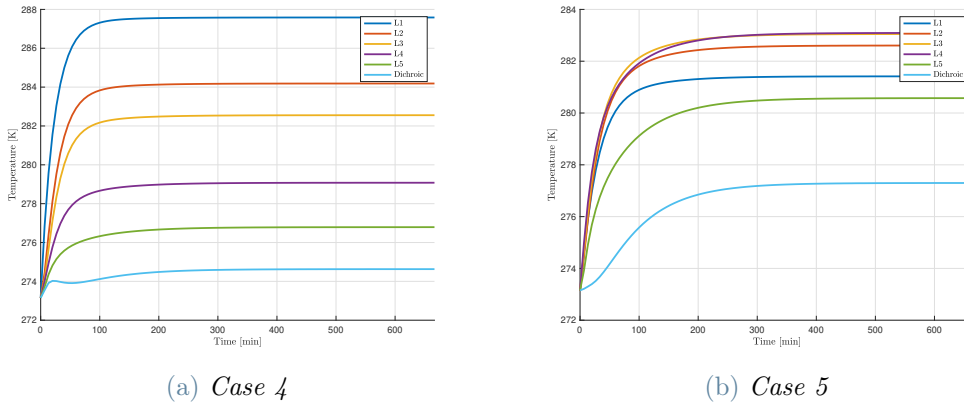 288
286
284
282
280
278
276
274
272
Temperature [K]
0 100 200 300 400 500 600
Time [min]
L1
L2
L3
L4
L5
Dichroic
(a) Case 4
284
282
280
278
276
274
272
Temperature [K]
0 100 200 300 400 500 600
Time [min]
L1
L2
L3
L4
L5
Dichroic
(b) Case 5